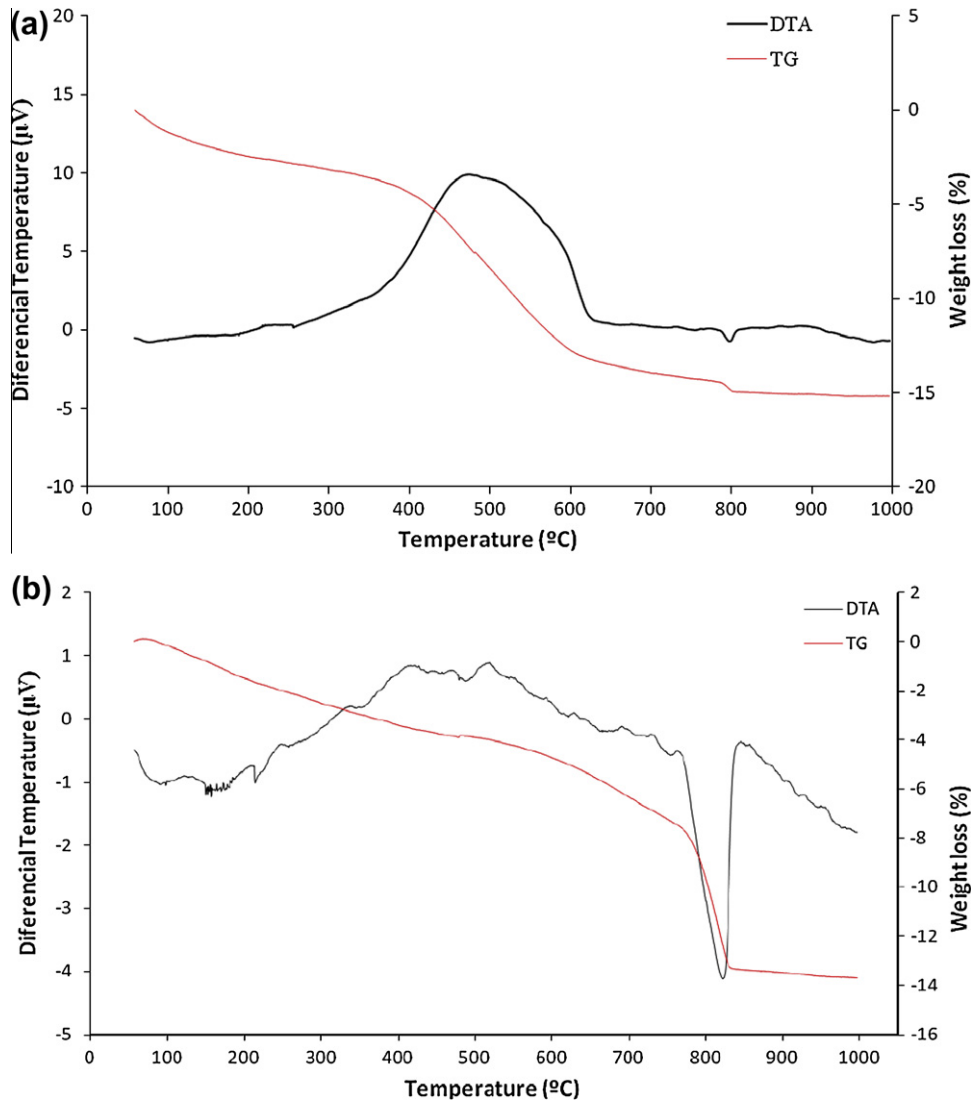 (a)
DTA
TG
20
15
10
5
0
-5
-10
Diferencial Temperature (µV)
5
0
-5
-10
-15
-20
Weight loss (%)
0 100 200 300 400 500 600 700 800 900 1000
Temperature (ºC)
(b)
DTA
TG
2
1
0
-1
-2
-3
-4
-5
Diferencial Temperature (µV)
2
0
-2
-4
-6
-8
-10
-12
-14
-16
Weight loss (%)
0 100 200 300 400 500 600 700 800 900 1000
Temperature (ºC)